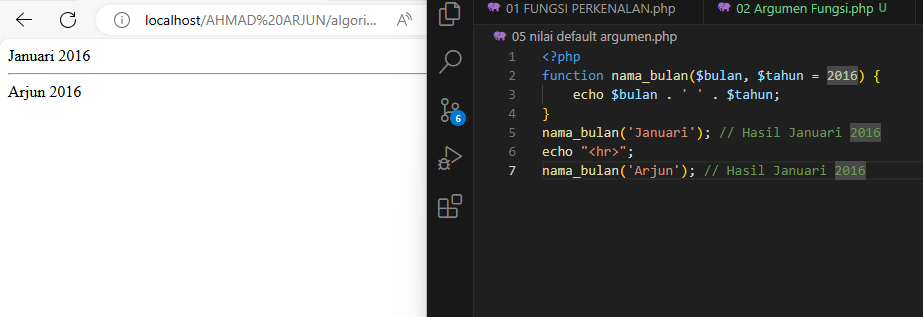 localhost/AHMAD%20ARJUN/algori...
A
Januari 2016
Arjun 2016
01 FUNGSI PERKENALAN.php
02 Argumen Fungsi.php U
05 nilai default argumen.php
6
1 <?php
2 function nama_bulan($bulan, $tahun = 2016) {
3     echo $bulan . ' ' . $tahun;
4 }
5 nama_bulan('Januari'); // Hasil Januari 2016
6 echo "<hr>";
7 nama_bulan('Arjun'); // Hasil Januari 2016